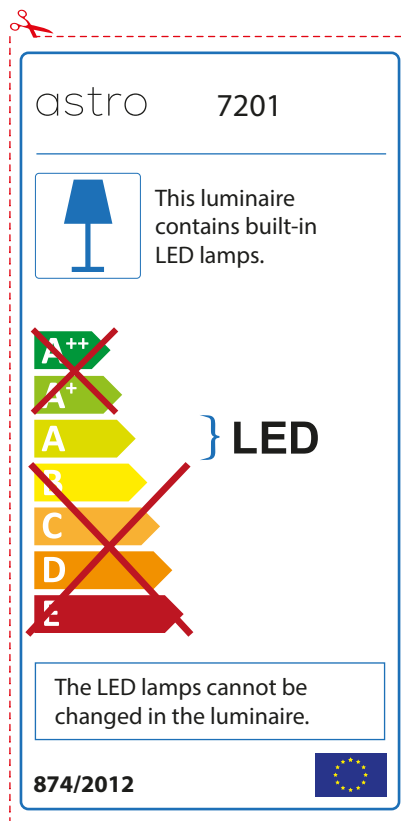 astro 7201
This luminaire
contains built-in
LED lamps.
A++
A+
A
B
C
D
E
} LED
The LED lamps cannot be
changed in the luminaire.
874/2012